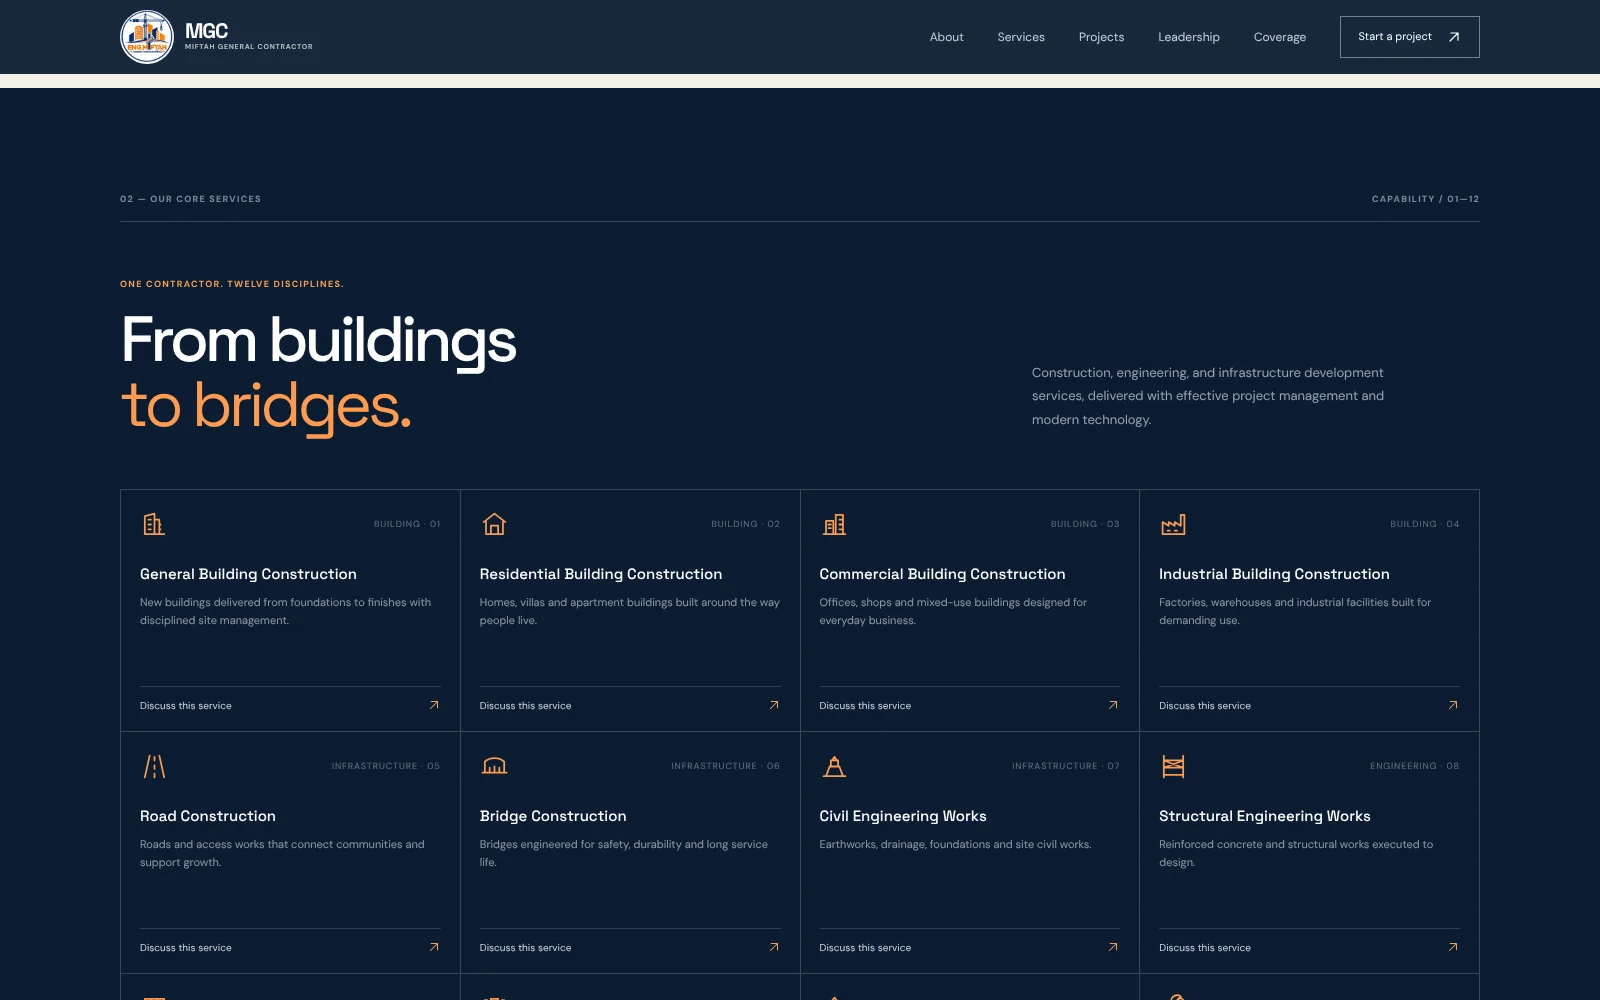 ENG.MIFTAH
MGC
MIFTAH GENERAL CONTRACTOR
About
Services
Projects
Leadership
Coverage
Start a project
02 — OUR CORE SERVICES
CAPABILITY / 01—12
ONE CONTRACTOR. TWELVE DISCIPLINES.
From buildings
to bridges.
Construction, engineering, and infrastructure development
services, delivered with effective project management and
modern technology.
BUILDING · 01
General Building Construction
New buildings delivered from foundations to finishes with
disciplined site management.
Discuss this service
BUILDING · 02
Residential Building Construction
Homes, villas and apartment buildings built around the way
people live.
Discuss this service
BUILDING · 03
Commercial Building Construction
Offices, shops and mixed-use buildings designed for
everyday business.
Discuss this service
BUILDING · 04
Industrial Building Construction
Factories, warehouses and industrial facilities built for
demanding use.
Discuss this service
INFRASTRUCTURE · 05
Road Construction
Roads and access works that connect communities and
support growth.
Discuss this service
INFRASTRUCTURE · 06
Bridge Construction
Bridges engineered for safety, durability and long service
life.
Discuss this service
INFRASTRUCTURE · 07
Civil Engineering Works
Earthworks, drainage, foundations and site civil works.
Discuss this service
ENGINEERING · 08
Structural Engineering Works
Reinforced concrete and structural works executed to
design.
Discuss this service